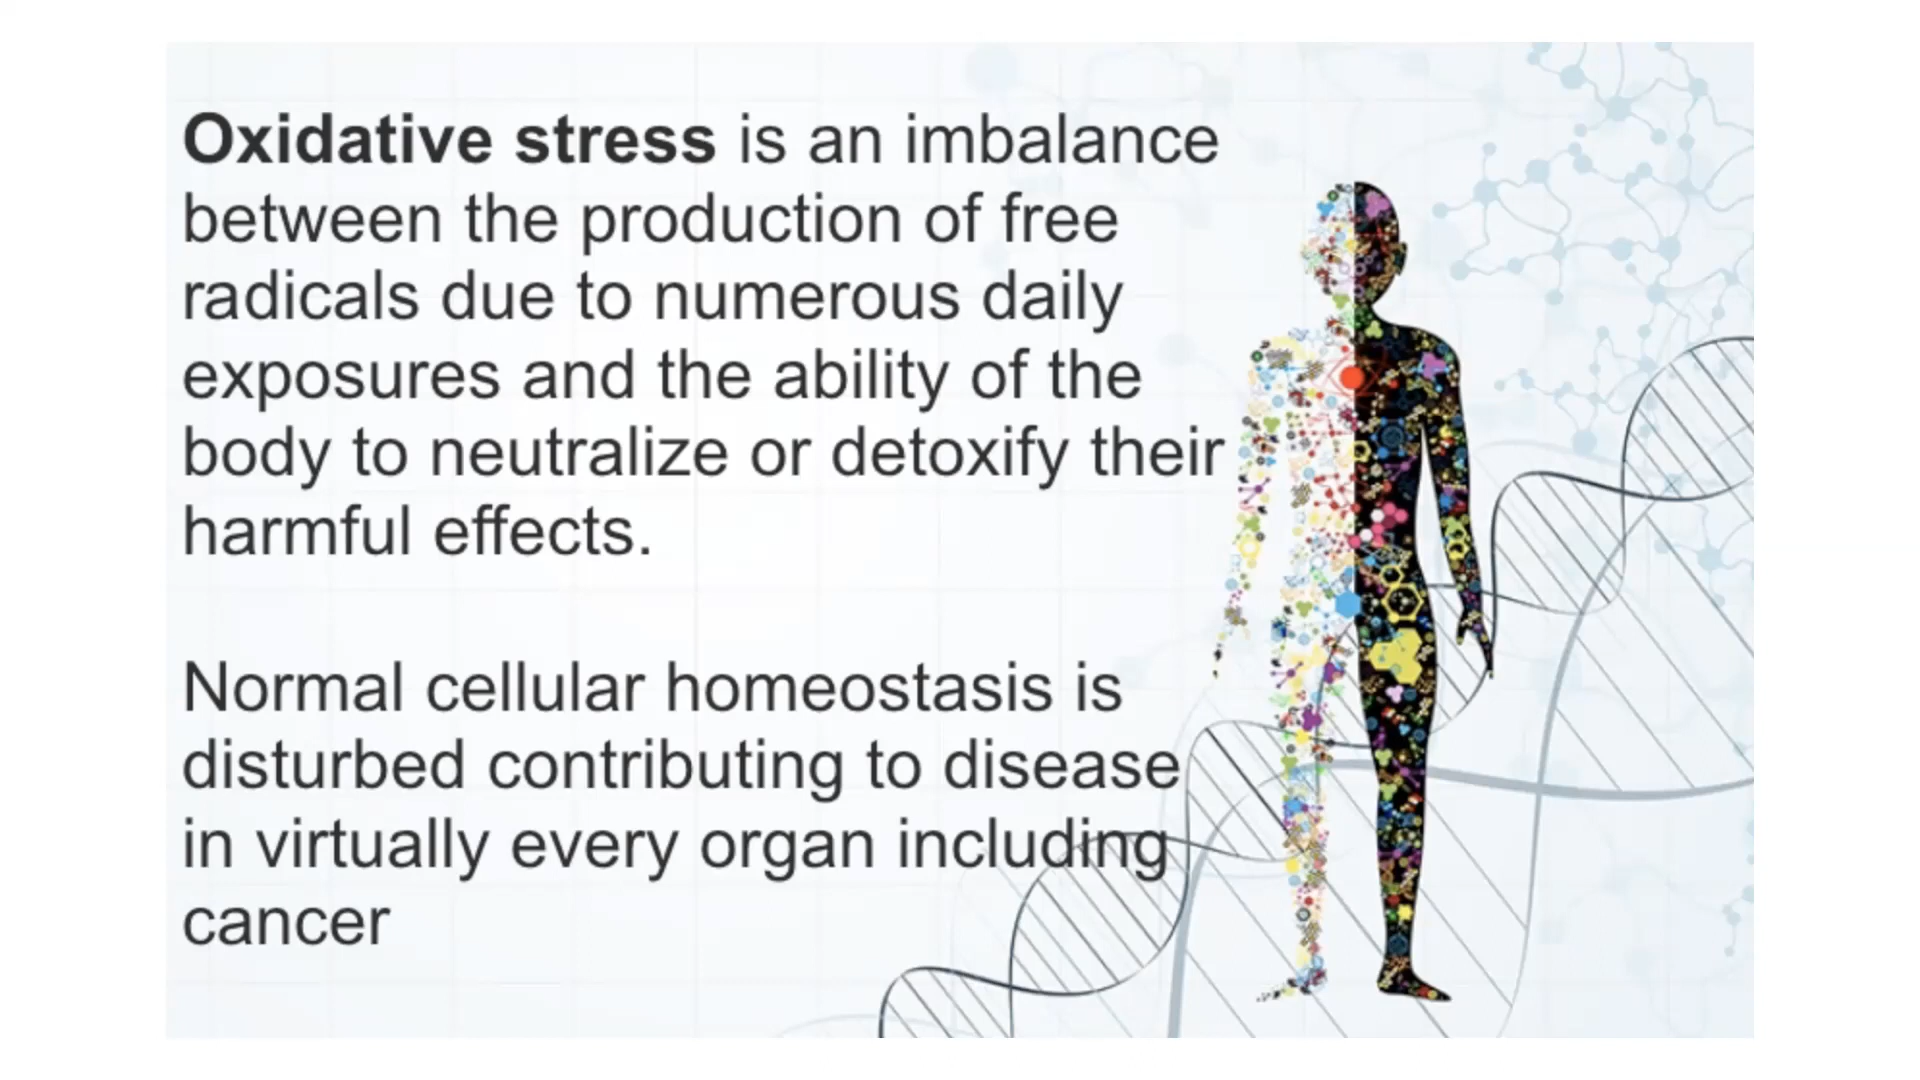 Oxidative stress is an imbalance
between the production of free
radicals due to numerous daily
exposures and the ability of the
body to neutralize or detoxify their
harmful effects.
Normal cellular homeostasis is
disturbed contributing to disease
in virtually every organ including
cancer